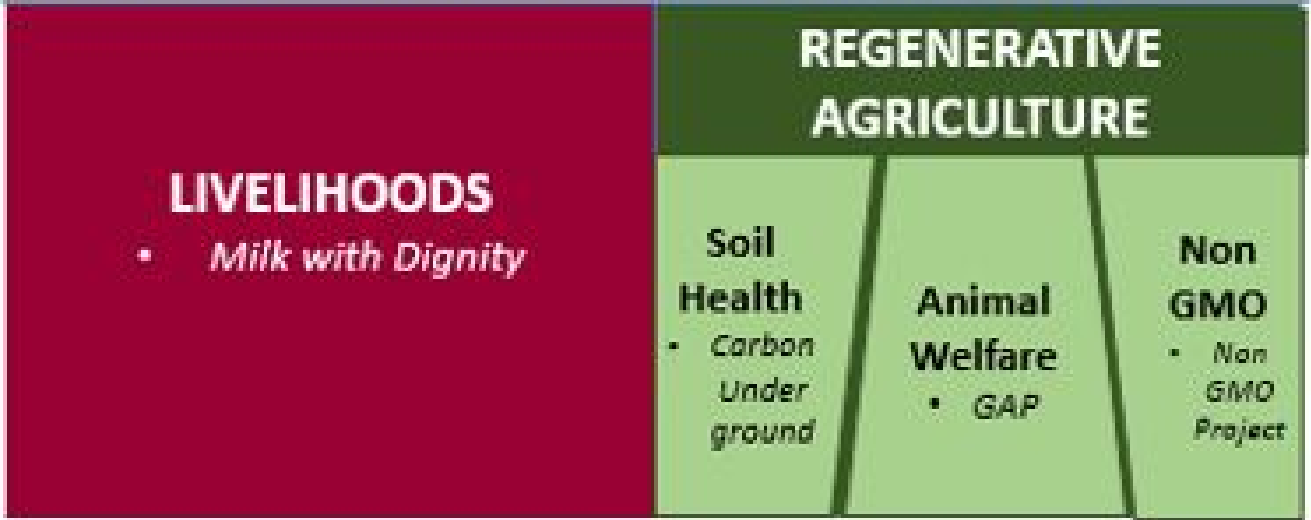 LIVELIHOODS
• Milk with Dignity
REGENERATIVE
AGRICULTURE
Soil
Health
• Carbon
Under
ground
Animal
Welfare
• GAP
Non
GMO
• Non
GMO
Project